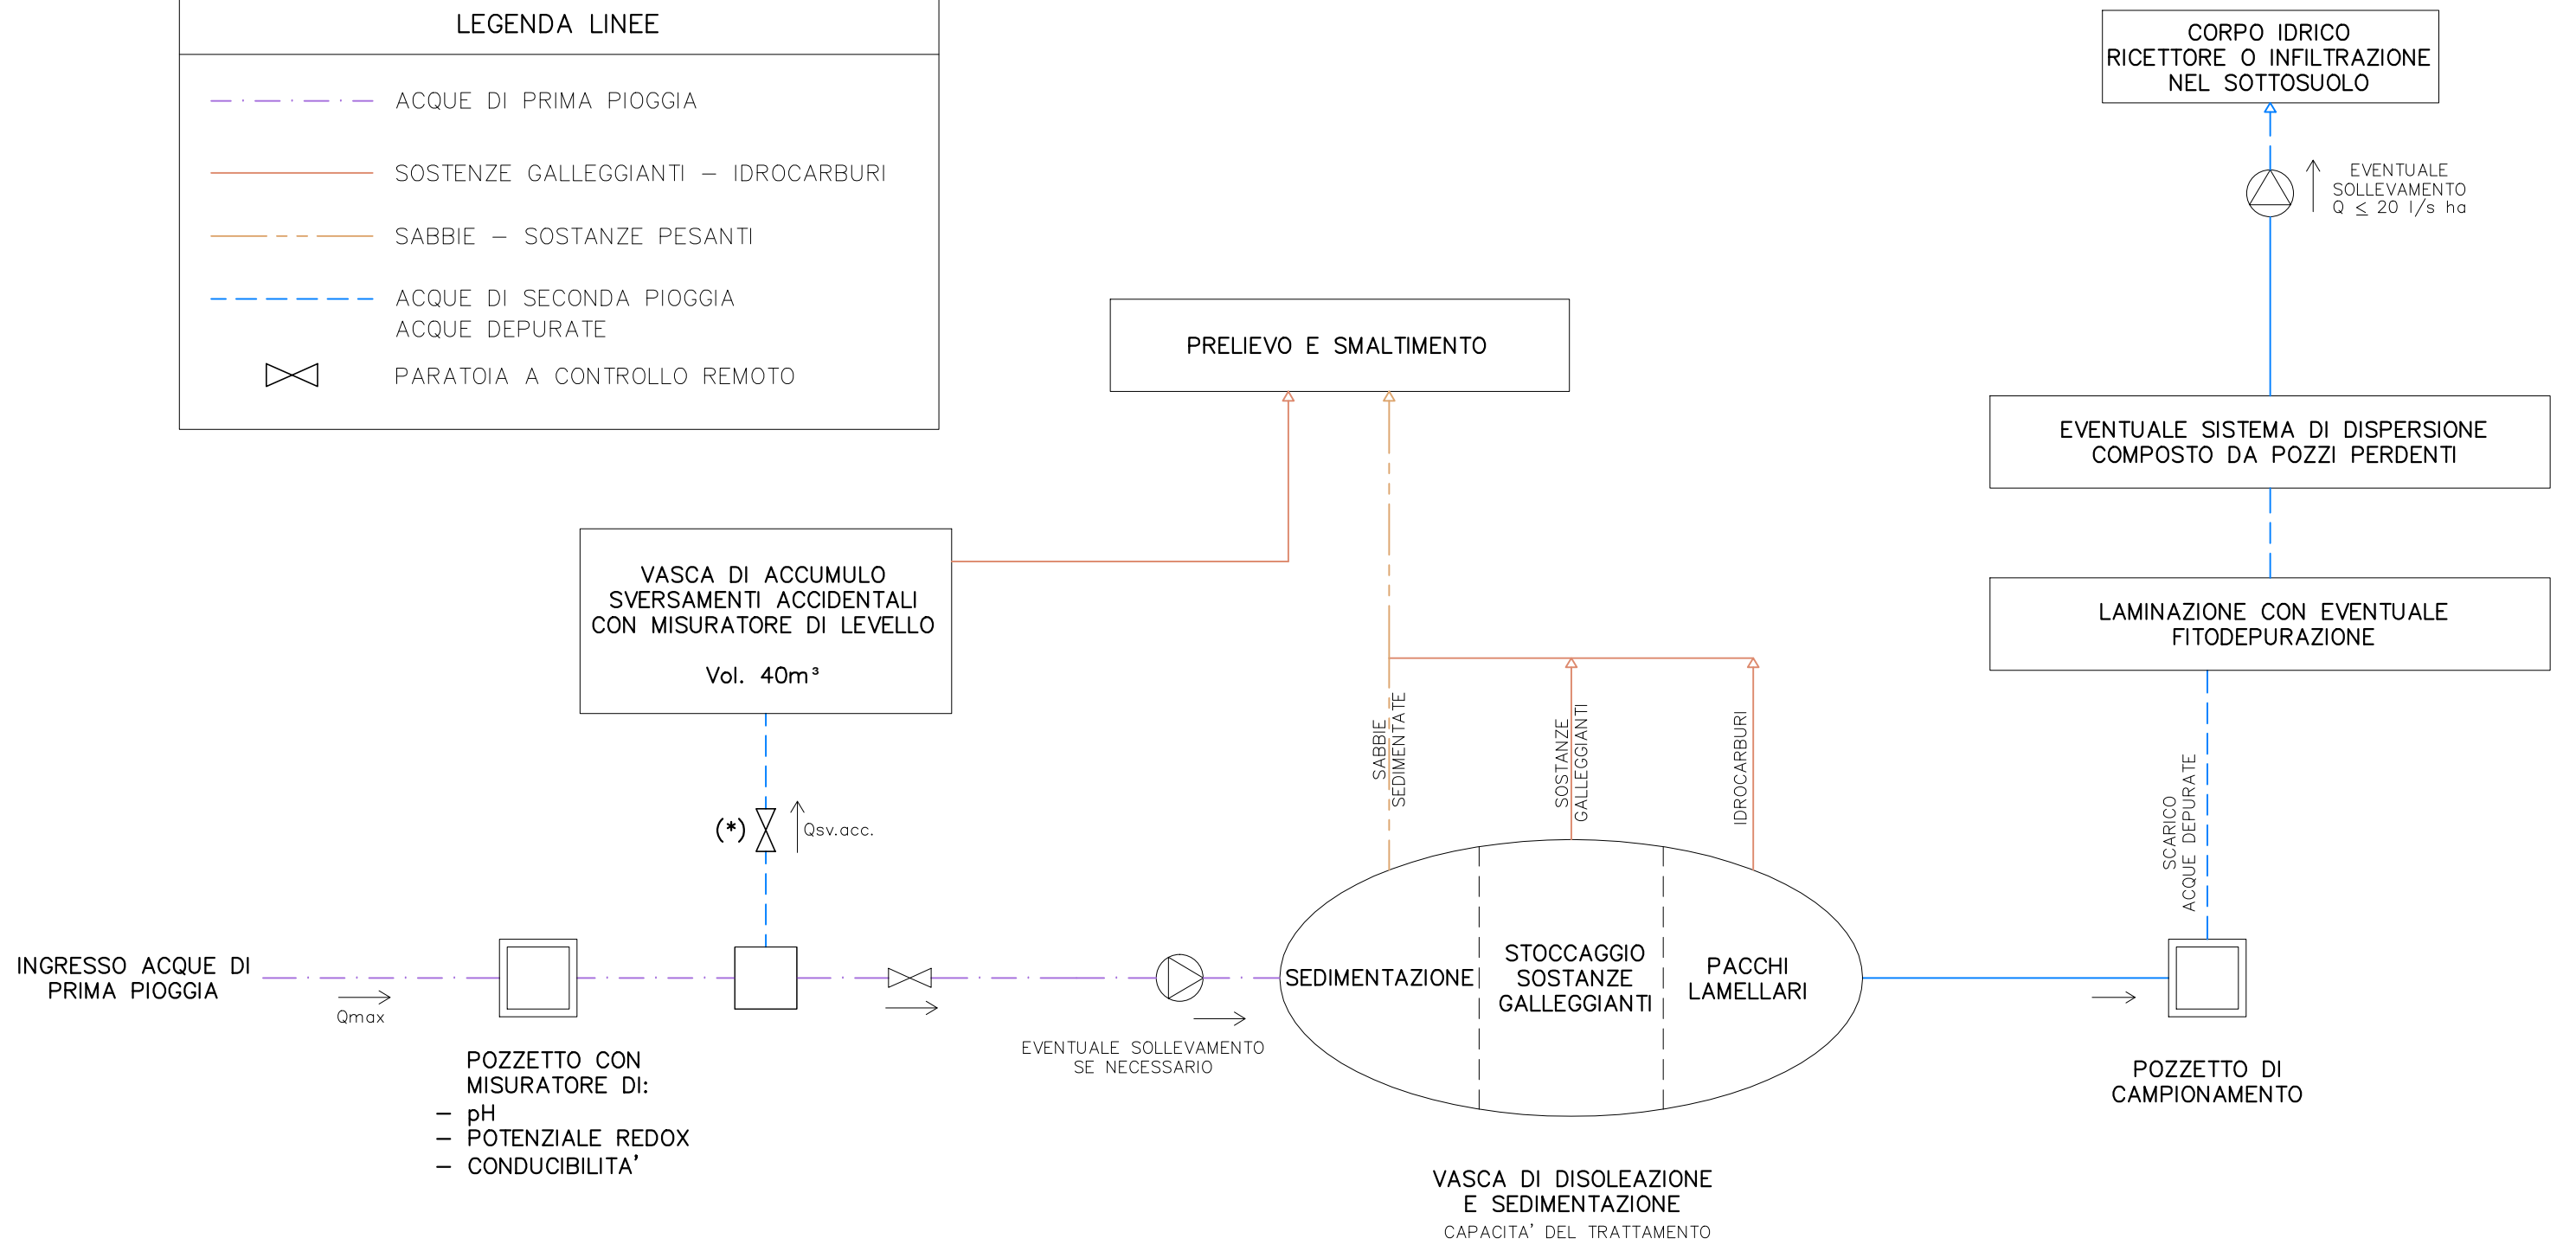 LEGENDA LINEE
ACQUE DI PRIMA PIOGGIA
SOSTENZE GALLEGGIANTI – IDROCARBURI
SABBIE – SOSTANZE PESANTI
ACQUE DI SECONDA PIOGGIA
ACQUE DEPURATE
PARATOIA A CONTROLLO REMOTO
CORPO IDRICO
RICETTORE O INFILTRAZIONE
NEL SOTTOSUOLO
EVENTUALE
SOLLEVAMENTO
Q ≤ 20 l/s ha
PRELIEVO E SMALTIMENTO
EVENTUALE SISTEMA DI DISPERSIONE
COMPOSTO DA POZZI PERDENTI
VASCA DI ACCUMULO
SVERSAMENTI ACCIDENTALI
CON MISURATORE DI LEVELLO
Vol. 40m³
LAMINAZIONE CON EVENTUALE
FITODEPURAZIONE
SABBIE
SEDIMENTATE
SOSTANZE
GALLEGGIANTI
IDROCARBURI
SCARICO
ACQUE DEPURATE
(*)
Qsv.acc.
INGRESSO ACQUE DI
PRIMA PIOGGIA
Qmax
SEDIMENTAZIONE
STOCCAGGIO
SOSTANZE
GALLEGGIANTI
PACCHI
LAMELLARI
EVENTUALE SOLLEVAMENTO
SE NECESSARIO
POZZETTO CON
MISURATORE DI:
– pH
– POTENZIALE REDOX
– CONDUCIBILITA'
POZZETTO DI
CAMPIONAMENTO
VASCA DI DISOLEAZIONE
E SEDIMENTAZIONE
CAPACITA' DEL TRATTAMENTO